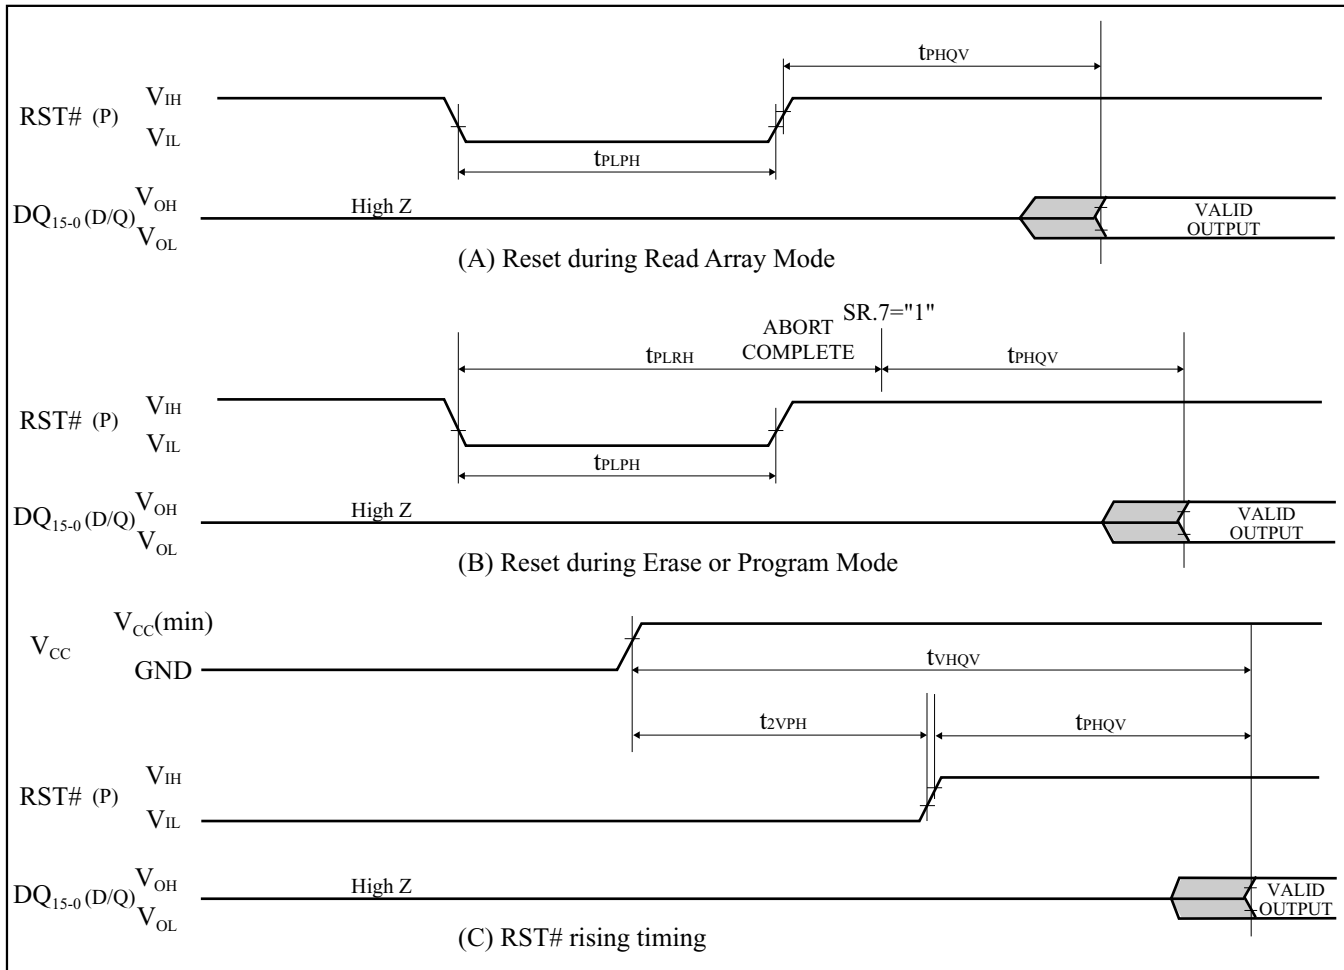 tPHQV
VIH
RST# (P)
VIL
tPLPH
VOH
High Z
DQ15-0 (D/Q)
VALID
OUTPUT
VOL
(A) Reset during Read Array Mode
SR.7="1"
ABORT
COMPLETE
tPLRH
tPHQV
VIH
RST# (P)
VIL
tPLPH
VOH
High Z
DQ15-0 (D/Q)
VALID
OUTPUT
VOL
(B) Reset during Erase or Program Mode
VCC(min)
VCC
GND
tVHQV
t2VPH
tPHQV
VIH
RST# (P)
VIL
VOH
High Z
DQ15-0 (D/Q)
VALID
OUTPUT
VOL
(C) RST# rising timing